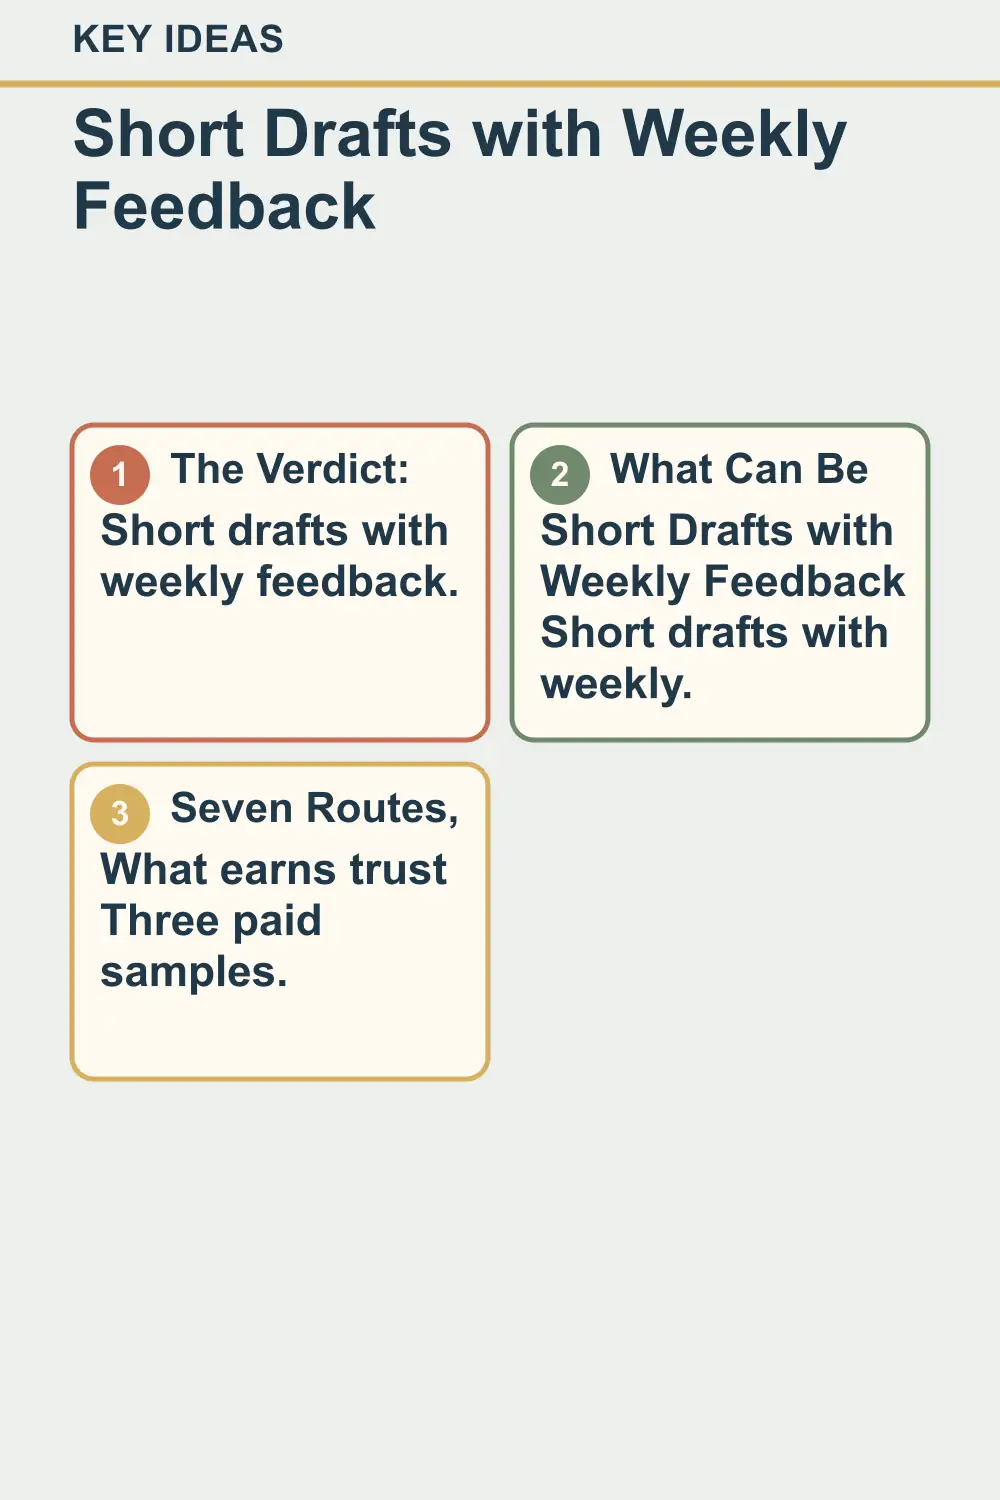 KEY IDEAS
Short Drafts with Weekly
Feedback
1 The Verdict:
Short drafts with
weekly feedback.
2 What Can Be
Short Drafts with
Weekly Feedback
Short drafts with
weekly.
3 Seven Routes,
What earns trust
Three paid
samples.